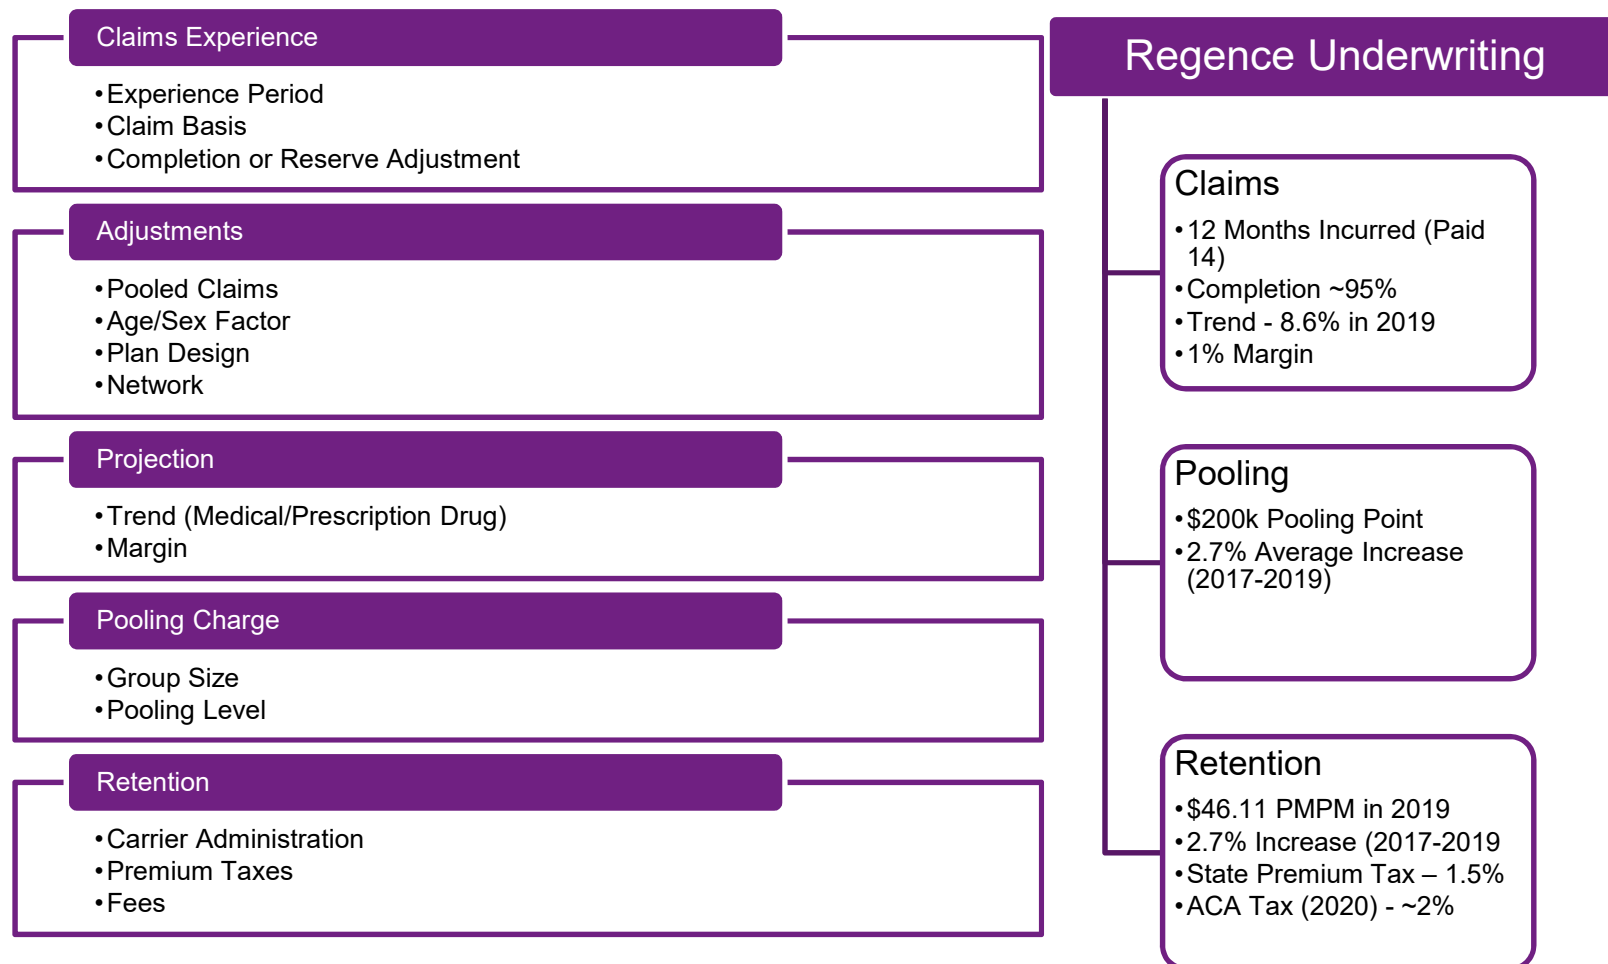 Claims Experience
•Experience Period
•Claim Basis
•Completion or Reserve Adjustment
Adjustments
•Pooled Claims
•Age/Sex Factor
•Plan Design
•Network
Projection
•Trend (Medical/Prescription Drug)
•Margin
Pooling Charge
•Group Size
•Pooling Level
Retention
•Carrier Administration
•Premium Taxes
•Fees
Regence Underwriting
Claims
•12 Months Incurred (Paid
14)
•Completion ~95%
•Trend - 8.6% in 2019
•1% Margin
Pooling
•$200k Pooling Point
•2.7% Average Increase
(2017-2019)
Retention
•$46.11 PMPM in 2019
•2.7% Increase (2017-2019
•State Premium Tax – 1.5%
•ACA Tax (2020) - ~2%